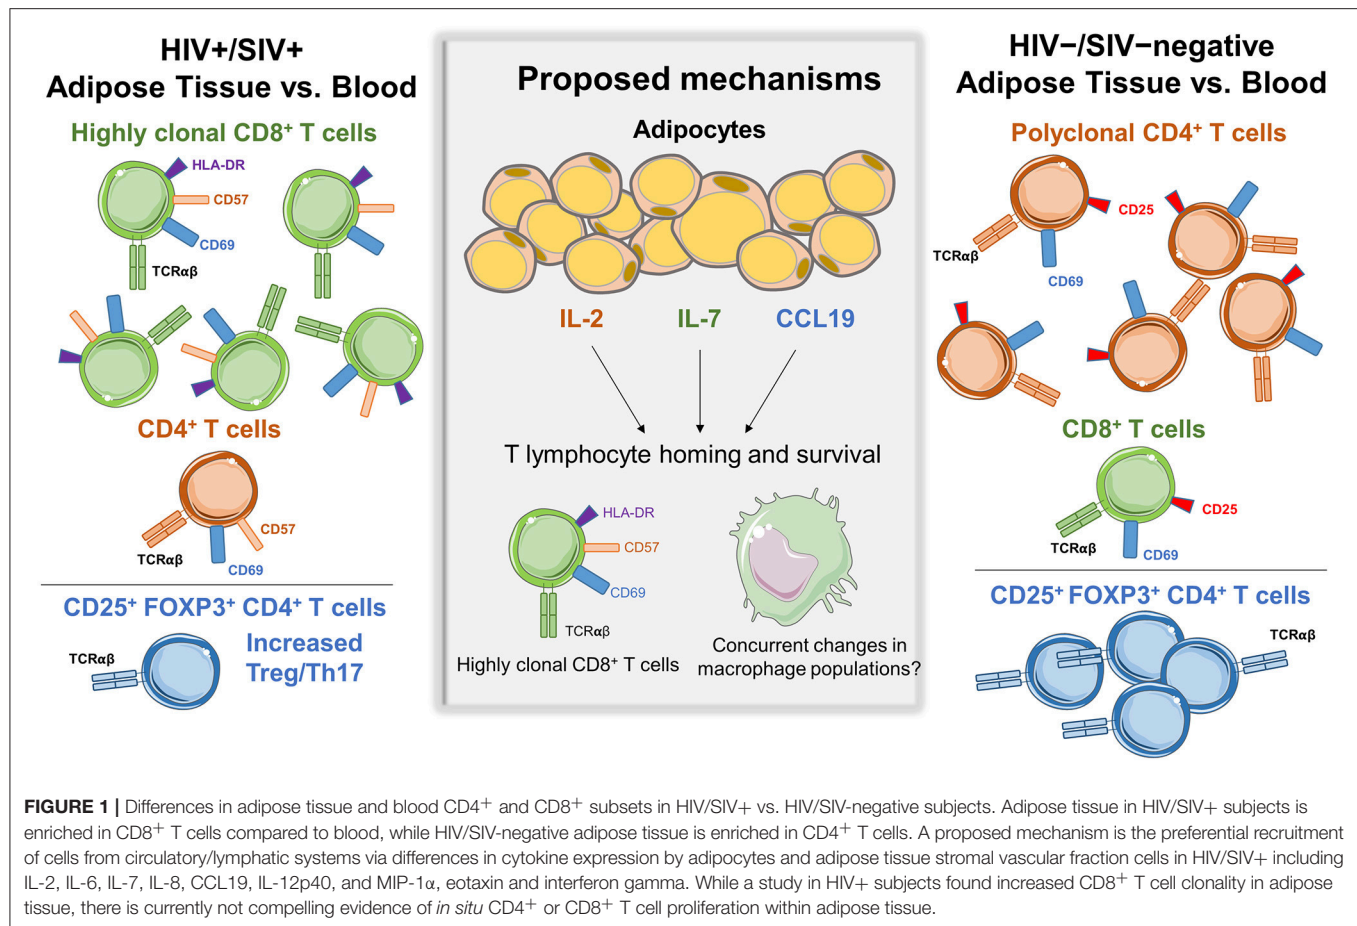 HIV+/SIV+
Adipose Tissue vs. Blood
Highly clonal CD8⁺ T cells
HLA-DR
CD57
CD69
TCRαβ
CD4⁺ T cells
CD57
TCRαβ
CD69
CD25⁺ FOXP3⁺ CD4⁺ T cells
TCRαβ
Increased
Treg/Th17
Proposed mechanisms
Adipocytes
IL-2
IL-7
CCL19
T lymphocyte homing and survival
HLA-DR
CD57
CD69
TCRαβ
Highly clonal CD8⁺ T cells
Concurrent changes in
macrophage populations?
HIV−/SIV−negative
Adipose Tissue vs. Blood
Polyclonal CD4⁺ T cells
CD25
TCRαβ
CD69
CD8⁺ T cells
CD25
TCRαβ
CD69
CD25⁺ FOXP3⁺ CD4⁺ T cells
TCRαβ
FIGURE 1 | Differences in adipose tissue and blood CD4⁺ and CD8⁺ subsets in HIV/SIV+ vs. HIV/SIV-negative subjects. Adipose tissue in HIV/SIV+ subjects is
enriched in CD8⁺ T cells compared to blood, while HIV/SIV-negative adipose tissue is enriched in CD4⁺ T cells. A proposed mechanism is the preferential recruitment
of cells from circulatory/lymphatic systems via differences in cytokine expression by adipocytes and adipose tissue stromal vascular fraction cells in HIV/SIV+ including
IL-2, IL-6, IL-7, IL-8, CCL19, IL-12p40, and MIP-1α, eotaxin and interferon gamma. While a study in HIV+ subjects found increased CD8⁺ T cell clonality in adipose
tissue, there is currently not compelling evidence of in situ CD4⁺ or CD8⁺ T cell proliferation within adipose tissue.